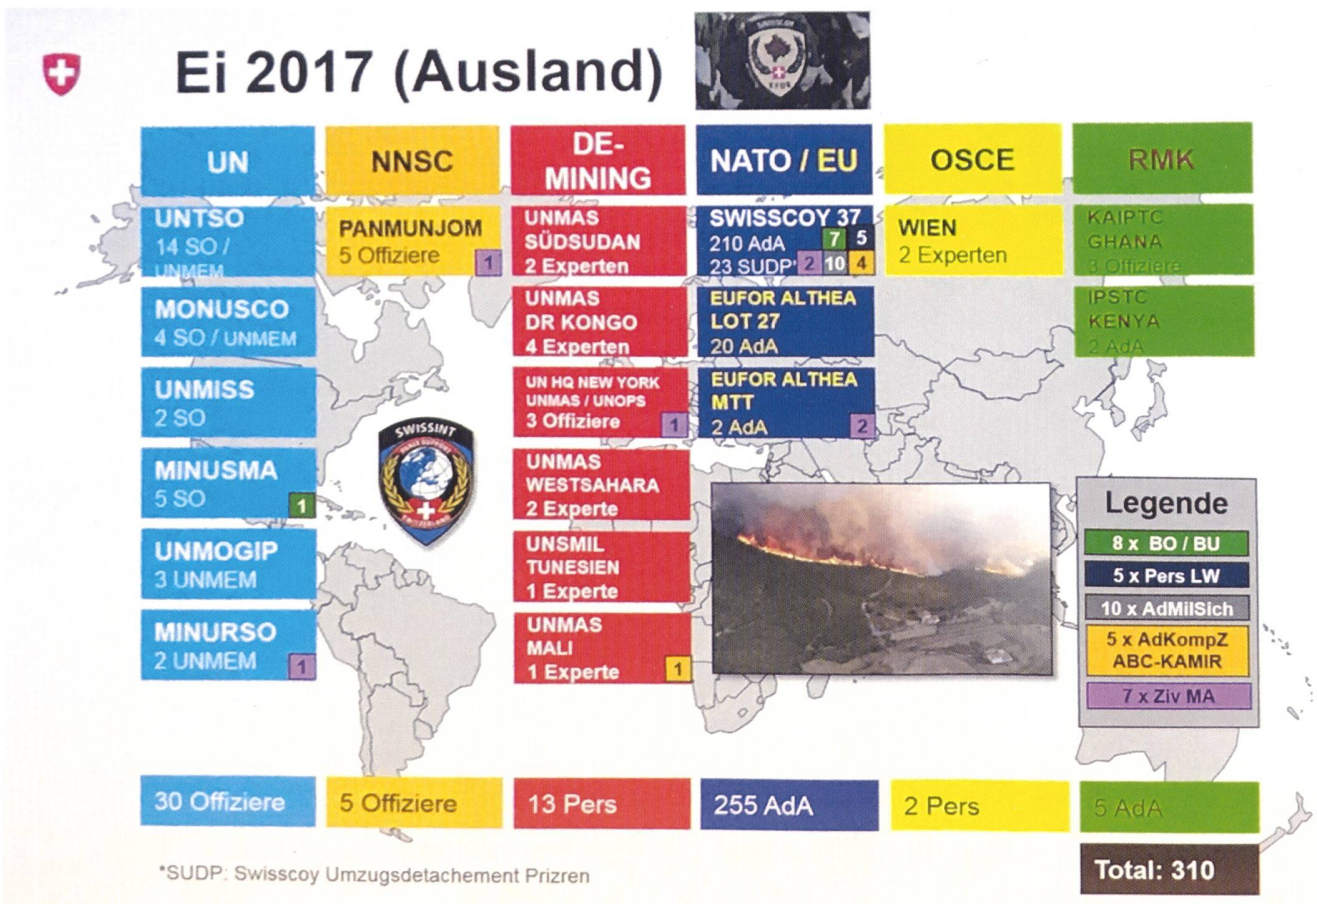 Ei 2017 (Ausland)
UN
UNTSO
14 SO /
UNMEM
MONUSCO
4 SO / UNMEM
UNMISS
2 SO
MINUSMA
5 SO
1
UNMOGIP
3 UNMEM
MINURSO
2 UNMEM
1
30 Offiziere
NNSC
PANMUNJOM
5 Offiziere
1
SWISSINT
PEACE SUPPORT
SWITZERLAND
5 Offiziere
DE-
MINING
UNMAS
SÜDSUDAN
2 Experten
UNMAS
DR KONGO
4 Experten
UN HQ NEW YORK
UNMAS / UNOPS
3 Offiziere
1
UNMAS
WESTSAHARA
2 Experte
UNSMIL
TUNESIEN
1 Experte
UNMAS
MALI
1 Experte
1
13 Pers
NATO / EU
SWISSCOY 37
210 AdA 7 5
23 SUDP* 2 10 4
EUFOR ALTHEA
LOT 27
20 AdA
EUFOR ALTHEA
MTT
2 AdA
2
255 AdA
OSCE
WIEN
2 Experten
2 Pers
RMK
KAIPTC
GHANA
3 Offiziere
IPSTC
KENYA
2 AdA
Legende
8 x BO / BU
5 x Pers LW
10 x AdMilSich
5 x AdKompZ
ABC-KAMIR
7 x Ziv MA
5 AdA
Total: 310
*SUDP: Swisscoy Umzugsdetachement Prizren